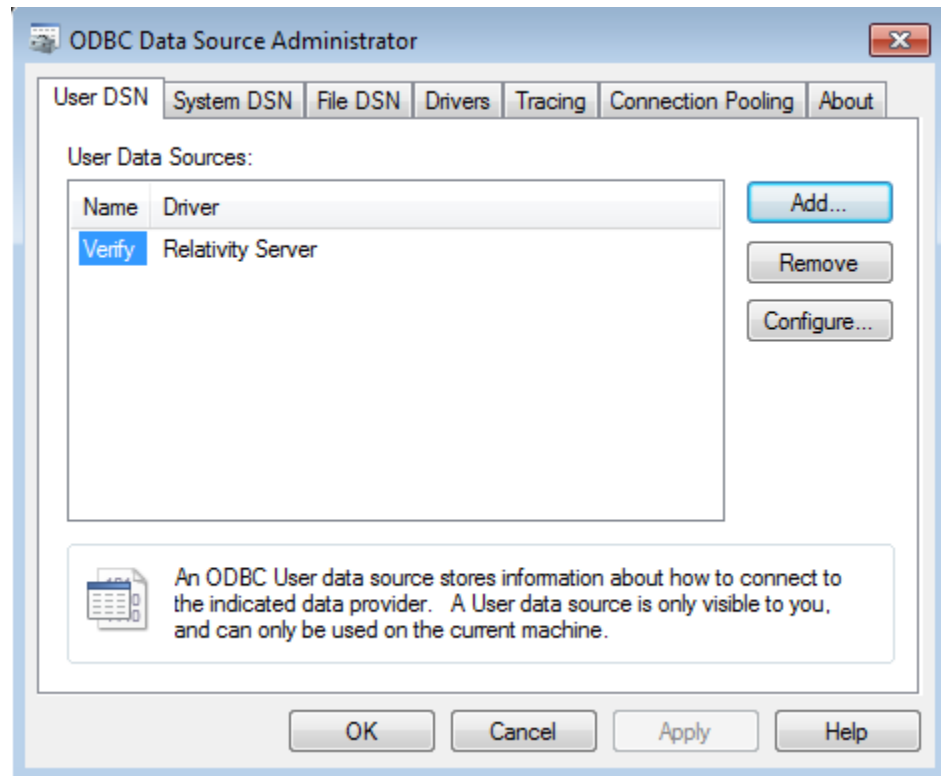 ODBC Data Source Administrator
User DSN System DSN File DSN Drivers Tracing Connection Pooling About
User Data Sources:
Name Driver Add...
Verify Relativity Server
Remove
Configure...
An ODBC User data source stores information about how to connect to
the indicated data provider. A User data source is only visible to you,
and can only be used on the current machine.
OK Cancel Apply Help